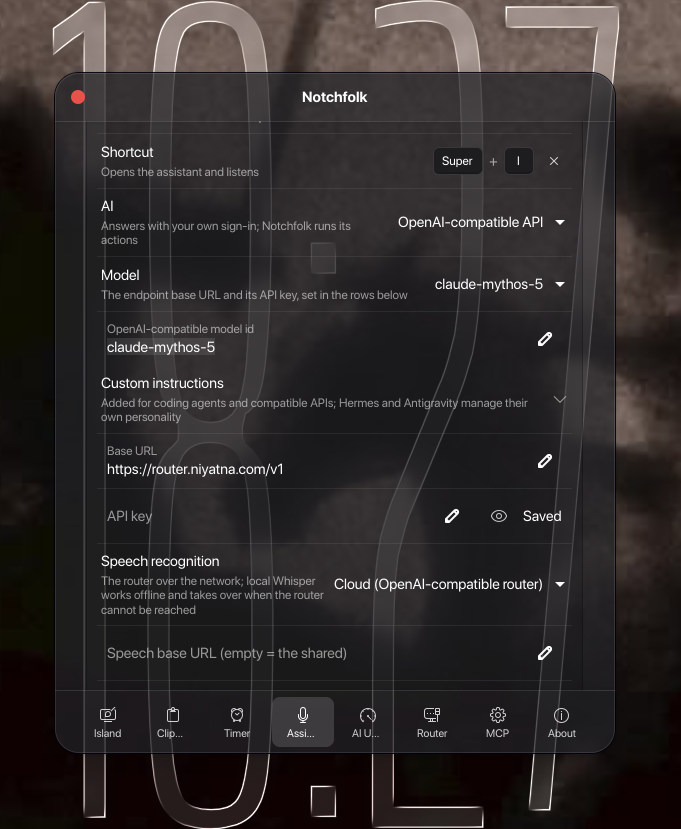 10:27
Notchfolk
Shortcut
Opens the assistant and listens
Super + I ×
AI
Answers with your own sign-in; Notchfolk runs its
actions
OpenAI-compatible API
Model
The endpoint base URL and its API key, set in the rows below
claude-mythos-5
OpenAI-compatible model id
claude-mythos-5
Custom instructions
Added for coding agents and compatible APIs; Hermes and Antigravity manage their
own personality
Base URL
https://router.niyatna.com/v1
API key
Saved
Speech recognition
The router over the network; local Whisper
works offline and takes over when the router
cannot be reached
Cloud (OpenAI-compatible router)
Speech base URL (empty = the shared)
Island
Clip...
Timer
Assi...
AI U...
Router
MCP
About